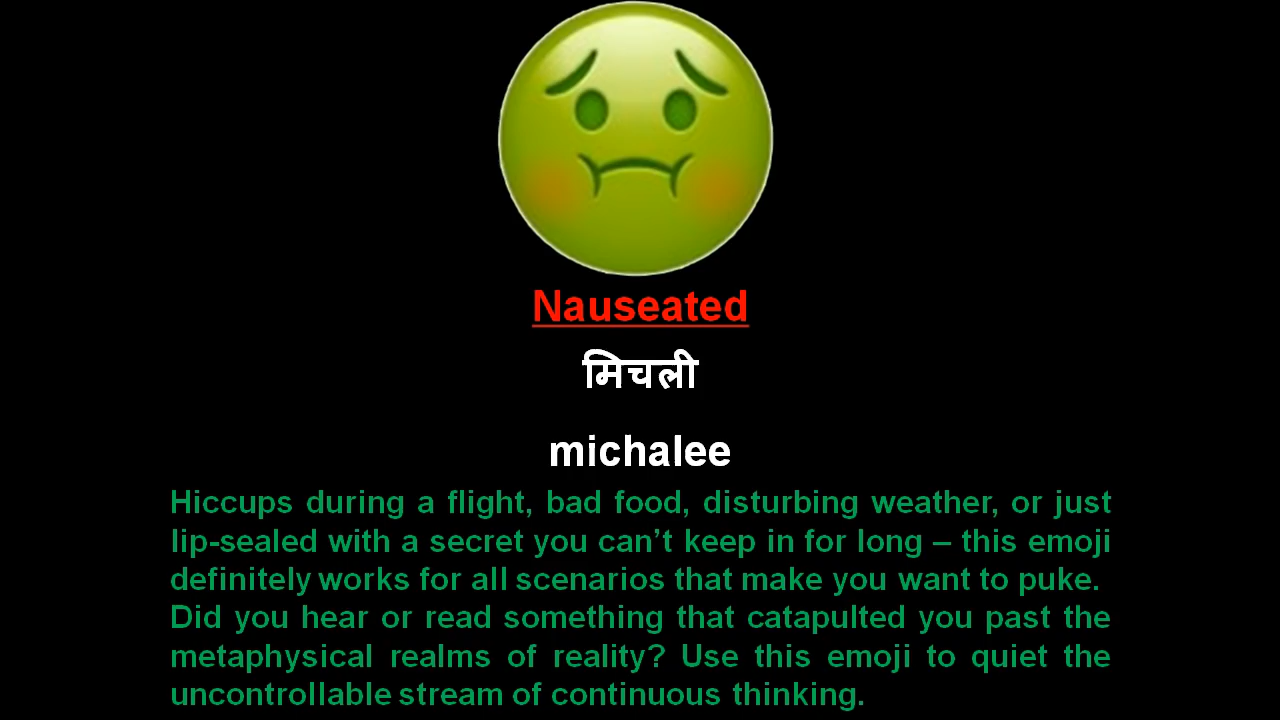 Nauseated
मिचली
michalee
Hiccups during a flight, bad food, disturbing weather, or just
lip-sealed with a secret you can’t keep in for long – this emoji
definitely works for all scenarios that make you want to puke.
Did you hear or read something that catapulted you past the
metaphysical realms of reality? Use this emoji to quiet the
uncontrollable stream of continuous thinking.